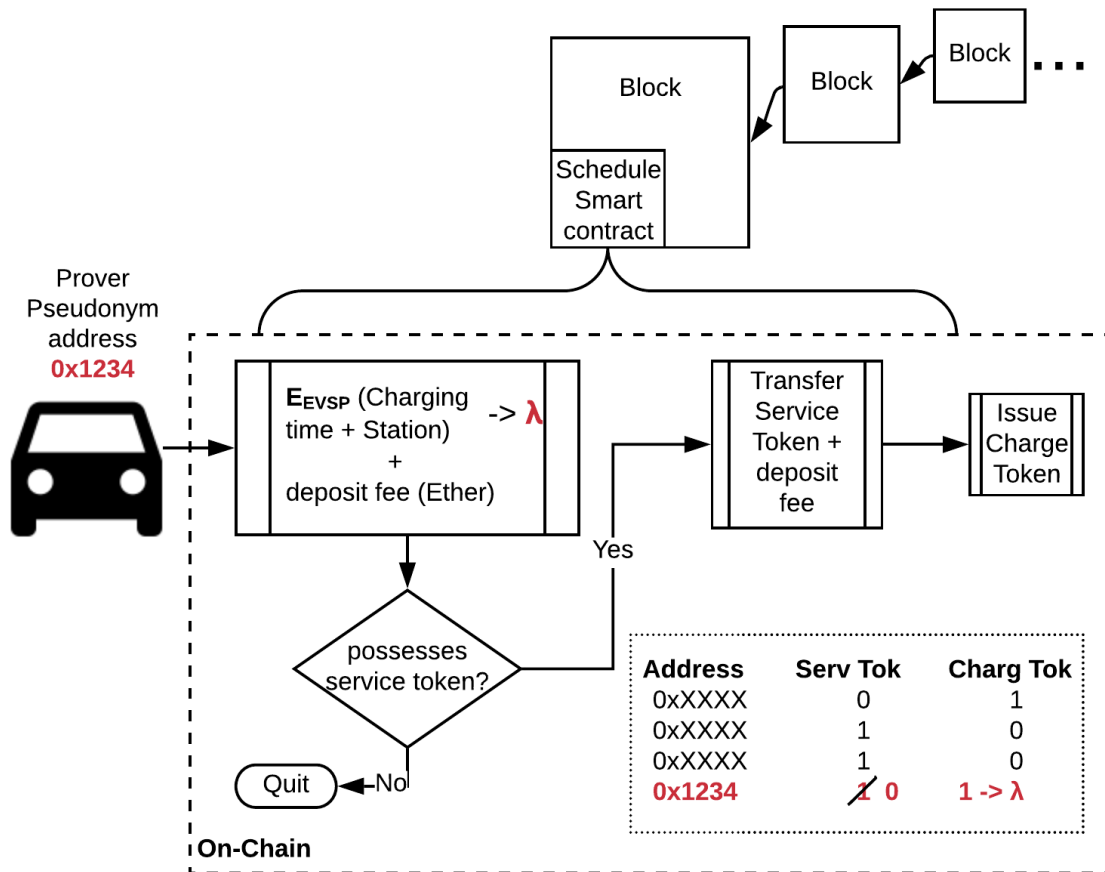 Block
Block
Block
...
Schedule
Smart
contract
Prover
Pseudonym
address
0x1234
E_EVSP (Charging
time + Station)
-> λ
+
deposit fee (Ether)
Transfer
Service
Token +
deposit
fee
Issue
Charge
Token
Yes
possesses
service token?
No
Quit
Address Serv Tok Charg Tok
0xXXXX 0 1
0xXXXX 1 0
0xXXXX 1 0
0x1234 1 0 1 -> λ
On-Chain